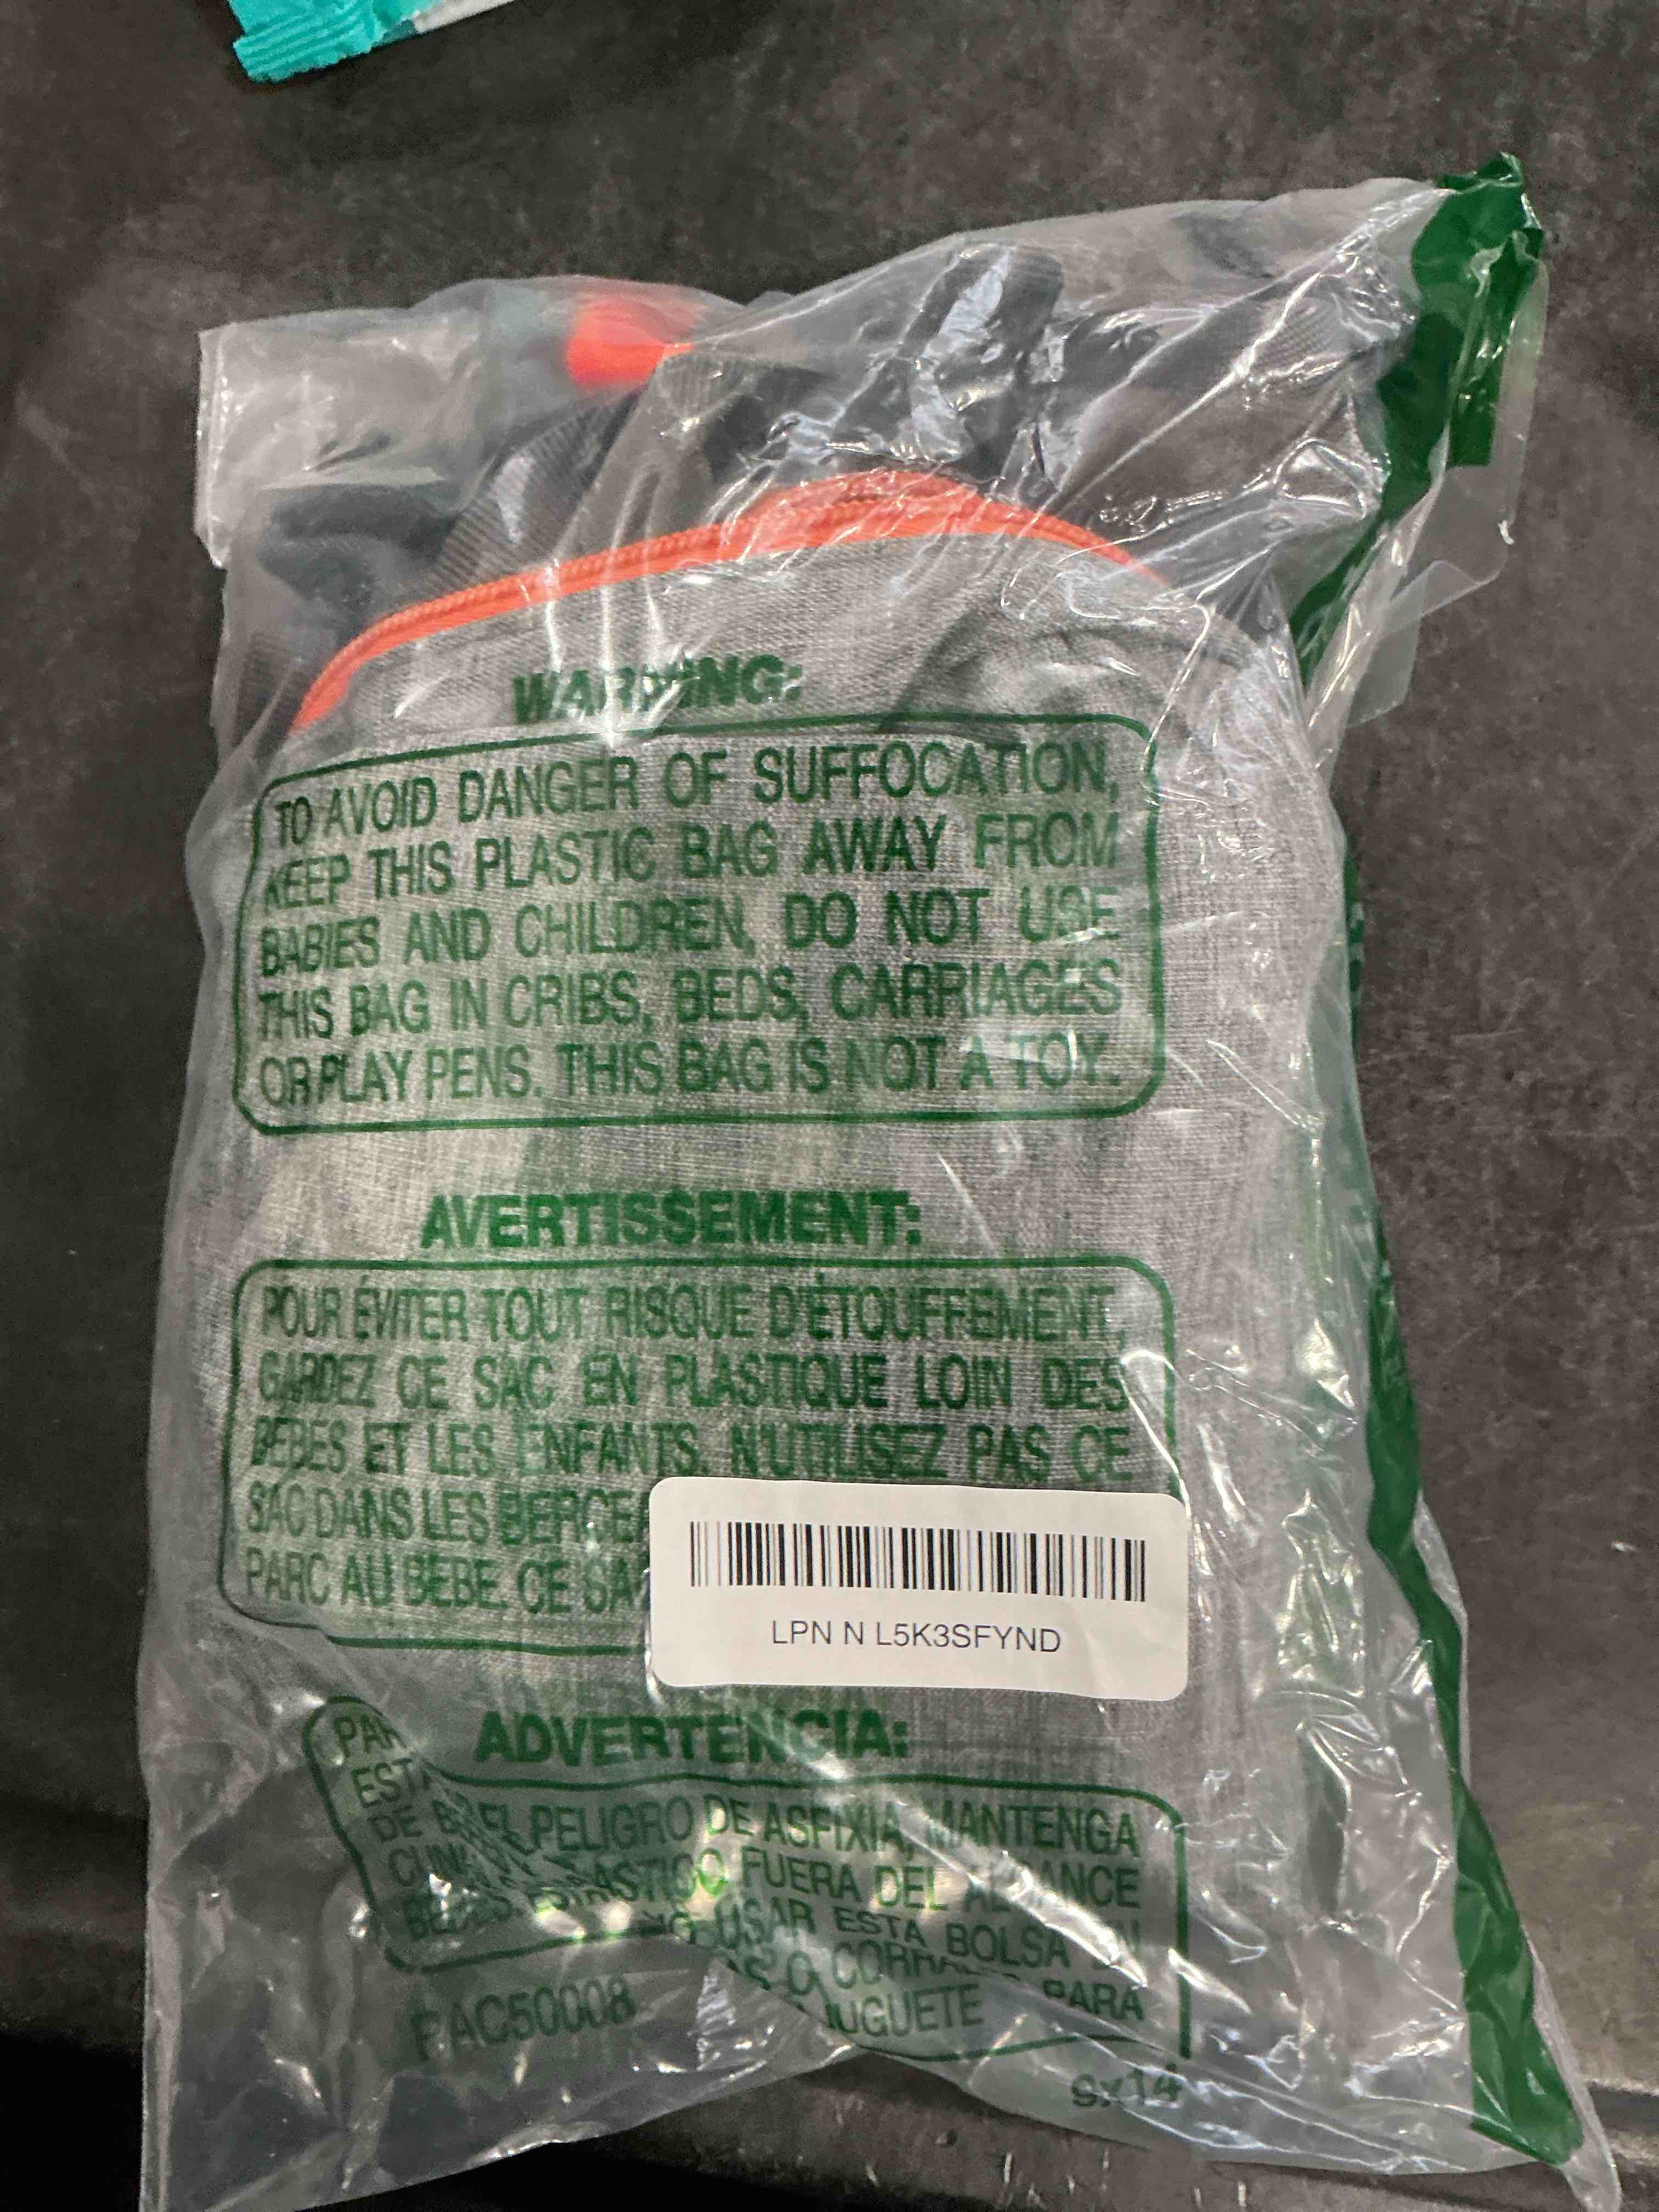 WARNING:
TO AVOID DANGER OF SUFFOCATION,
KEEP THIS PLASTIC BAG AWAY FROM
BABIES AND CHILDREN, DO NOT USE
THIS BAG IN CRIBS, BEDS, CARRIAGES
OR PLAY PENS. THIS BAG IS NOT A TOY.
AVERTISSEMENT:
POUR ÉVITER TOUT RISQUE D'ÉTOUFFEMENT,
GARDEZ CE SAC EN PLASTIQUE LOIN DES
BÉBÉS ET LES ENFANTS. N'UTILISEZ PAS CE
SAC DANS LES
PARC AU BÉBÉ. CE
LPN N L5K3SFYND
ADVERTENCIA:
EL PELIGRO DE ASFIXIA, MANTENGA
FUERA DEL
USAR ESTA BOLSA
PARA
JUGUETE
PAC50008
9x14